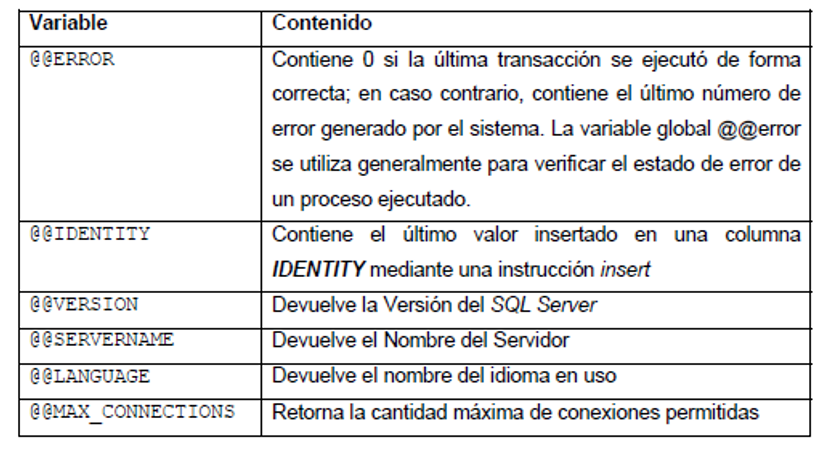 Variable Contenido
@@ERROR Contiene 0 si la última transacción se ejecutó de forma
correcta; en caso contrario, contiene el último número de
error generado por el sistema. La variable global @@error
se utiliza generalmente para verificar el estado de error de
un proceso ejecutado.
@@IDENTITY Contiene el último valor insertado en una columna
IDENTITY mediante una instrucción insert
@@VERSION Devuelve la Versión del SQL Server
@@SERVERNAME Devuelve el Nombre del Servidor
@@LANGUAGE Devuelve el nombre del idioma en uso
@@MAX_CONNECTIONS Retorna la cantidad máxima de conexiones permitidas